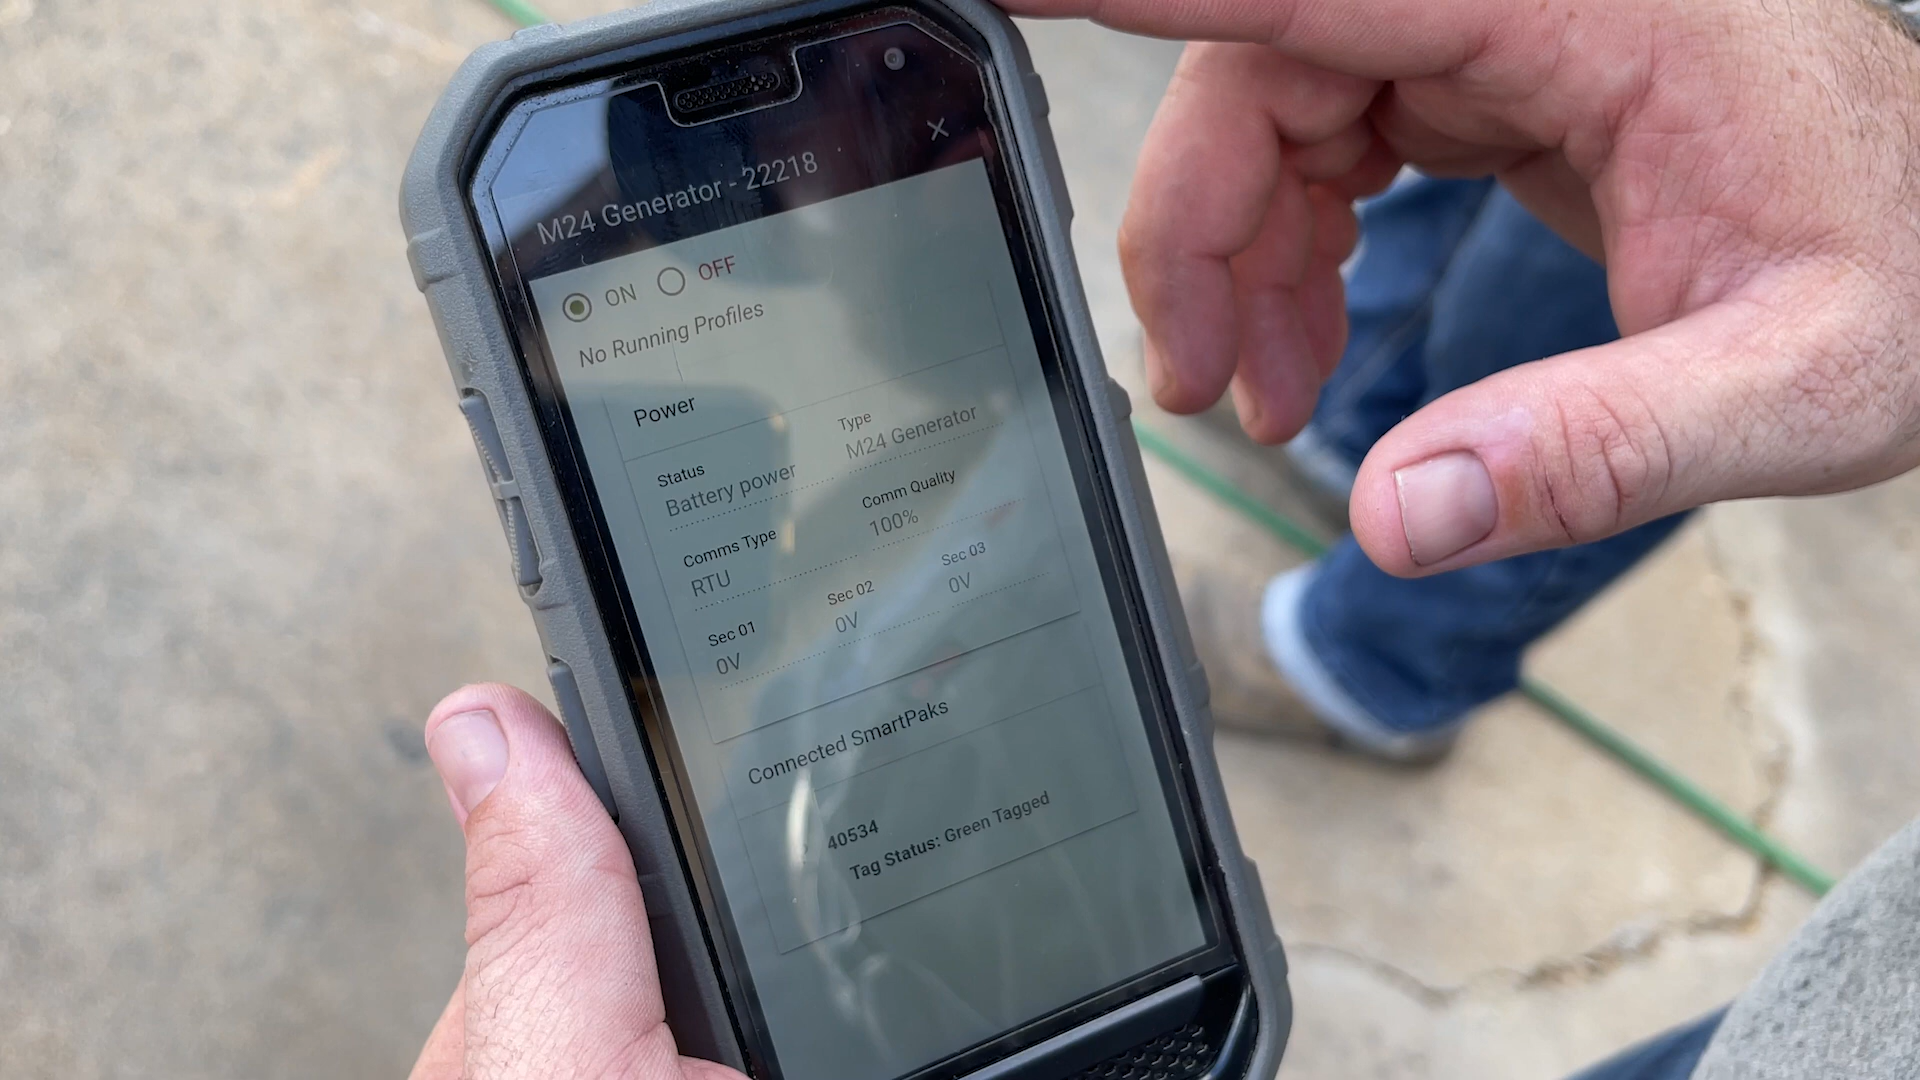 M24 Generator - 22218
ON OFF
No Running Profiles
Power
Status Type
Battery power M24 Generator
Comms Type Comm Quality
RTU 100%
Sec 01 Sec 02 Sec 03
0V 0V 0V
Connected SmartPaks
40534
Tag Status: Green Tagged